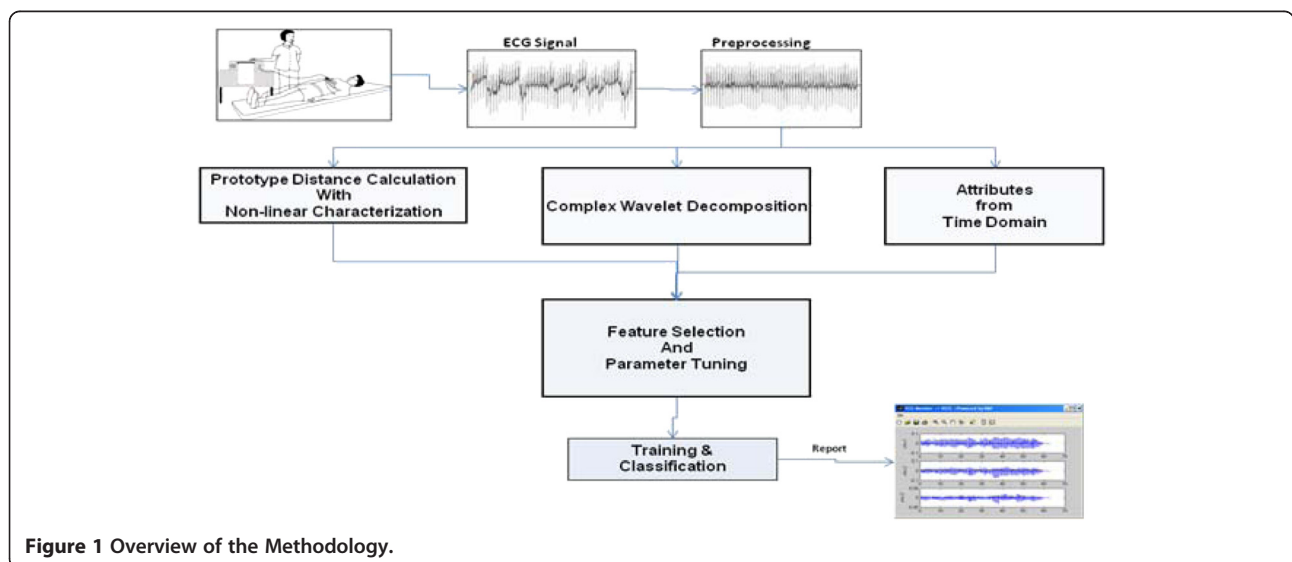 ECG Signal
Preprocessing
Prototype Distance Calculation
With
Non-linear Characterization
Complex Wavelet Decomposition
Attributes
from
Time Domain
Feature Selection
And
Parameter Tuning
Training &
Classification
Report
Figure 1 Overview of the Methodology.